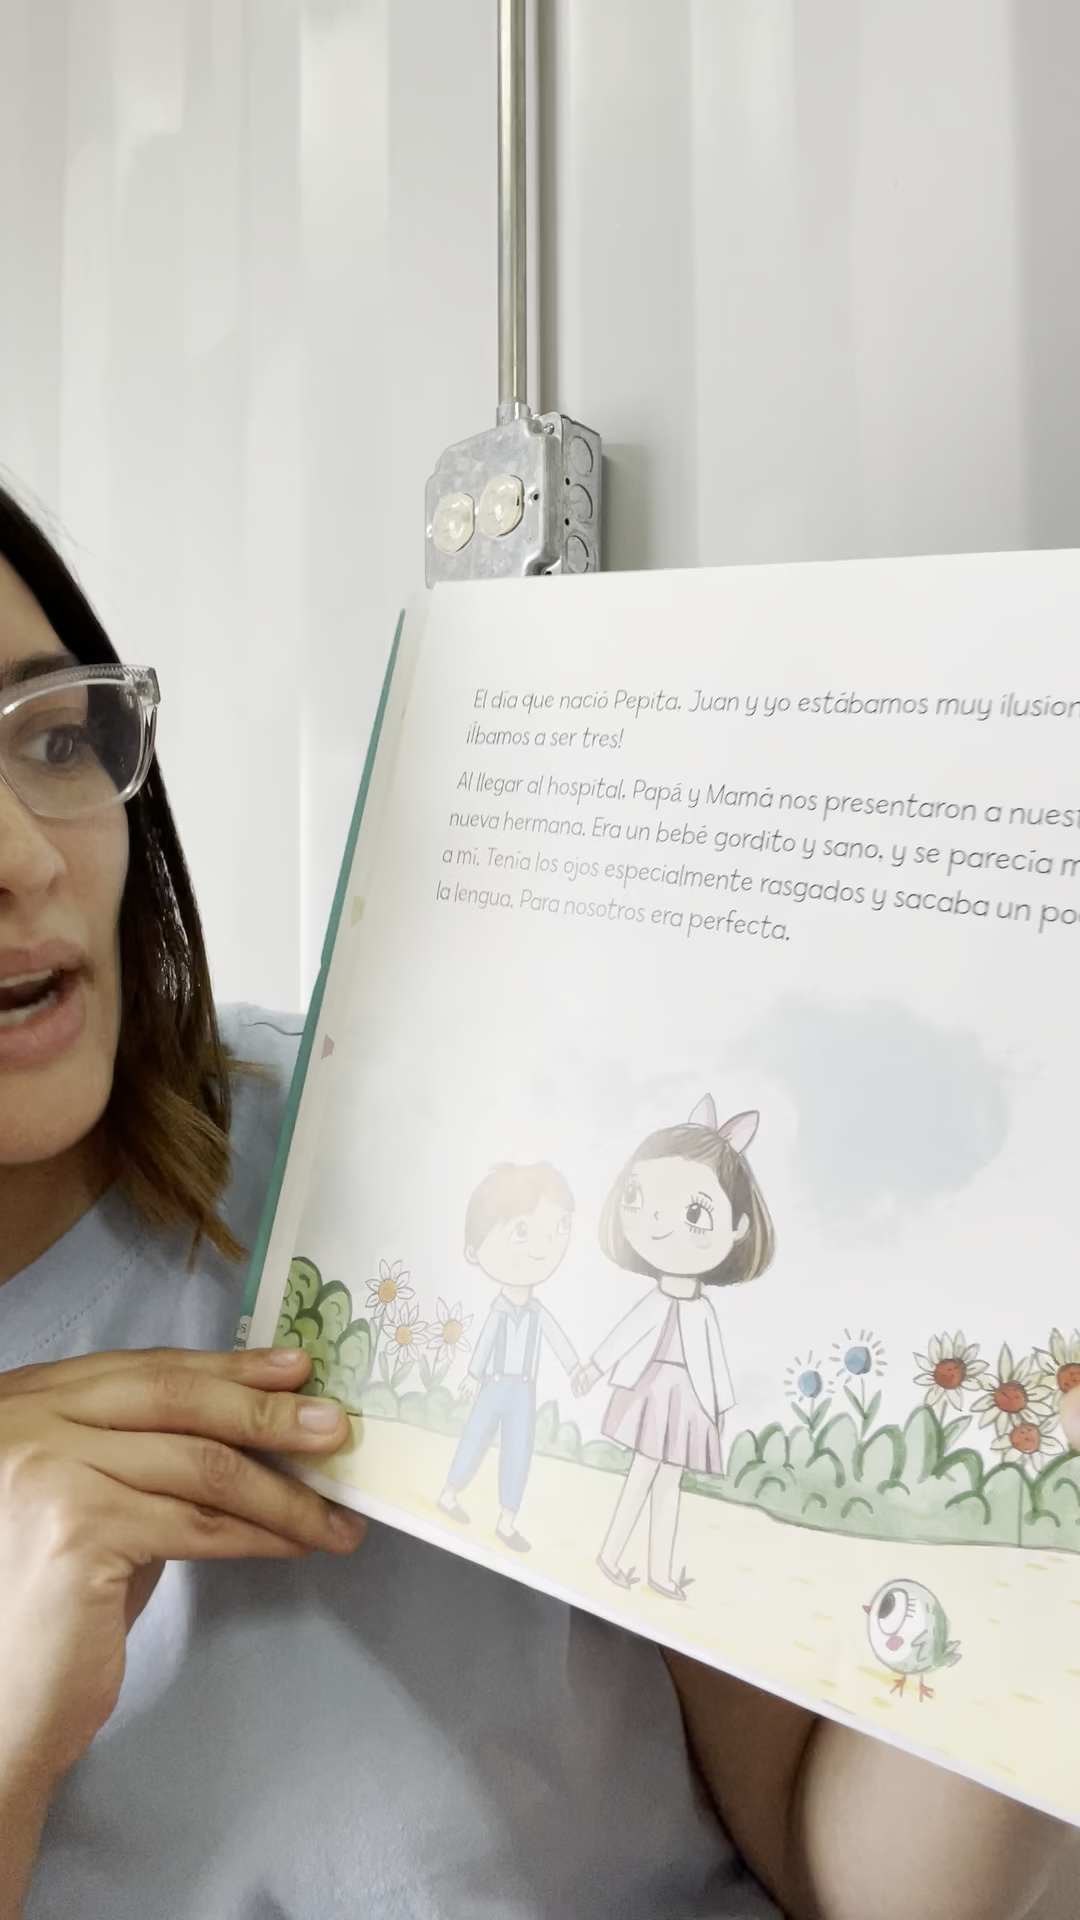 El día que nació Pepita, Juan y yo estábamos muy ilusion
¡Íbamos a ser tres!
Al llegar al hospital, Papá y Mamá nos presentaron a nuest
nueva hermana. Era un bebé gordito y sano, y se parecía m
a mí. Tenía los ojos especialmente rasgados y sacaba un po
la lengua. Para nosotros era perfecta.